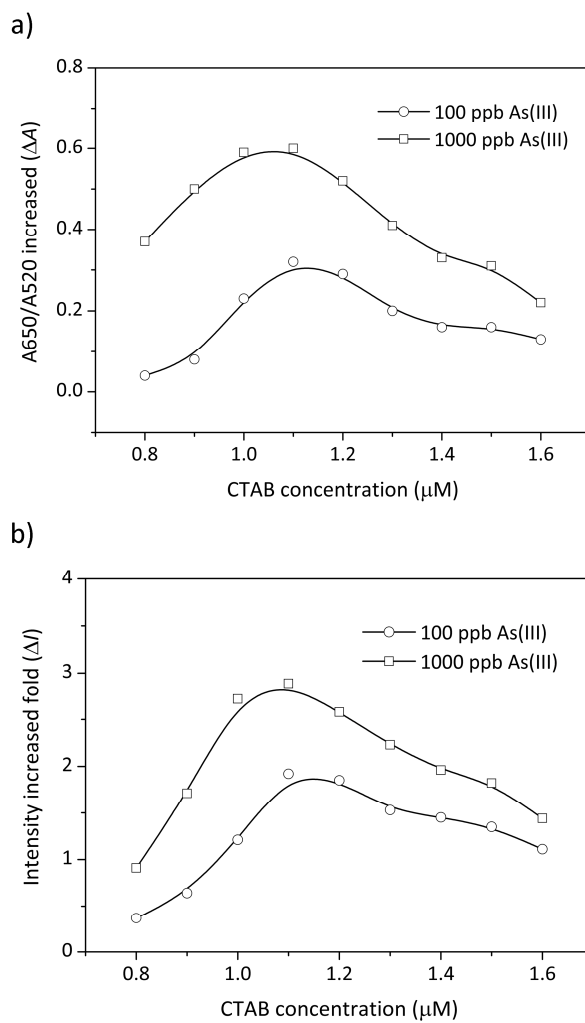 a)
0.8
0.6
0.4
0.2
0.0
A650/A520 increased (ΔA)
100 ppb As(III)
1000 ppb As(III)
0.8 1.0 1.2 1.4 1.6
CTAB concentration (μM)
b)
4
3
2
1
0
Intensity increased fold (ΔI)
100 ppb As(III)
1000 ppb As(III)
0.8 1.0 1.2 1.4 1.6
CTAB concentration (μM)